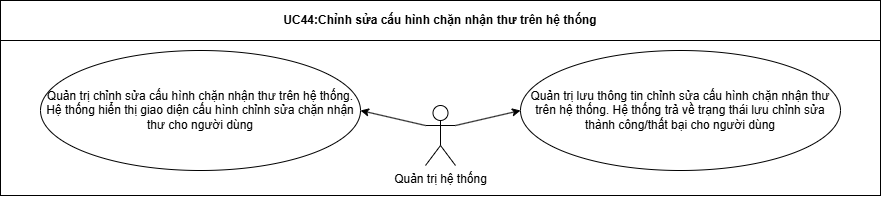 UC44:Chỉnh sửa cấu hình chặn nhận thư trên hệ thống
Quản trị chỉnh sửa cấu hình chặn nhận thư trên hệ thống.
Hệ thống hiển thị giao diện cấu hình chỉnh sửa chặn nhận
thư cho người dùng
Quản trị lưu thông tin chỉnh sửa cấu hình chặn nhận thư
trên hệ thống. Hệ thống trả về trạng thái lưu chỉnh sửa
thành công/thất bại cho người dùng
Quản trị hệ thống